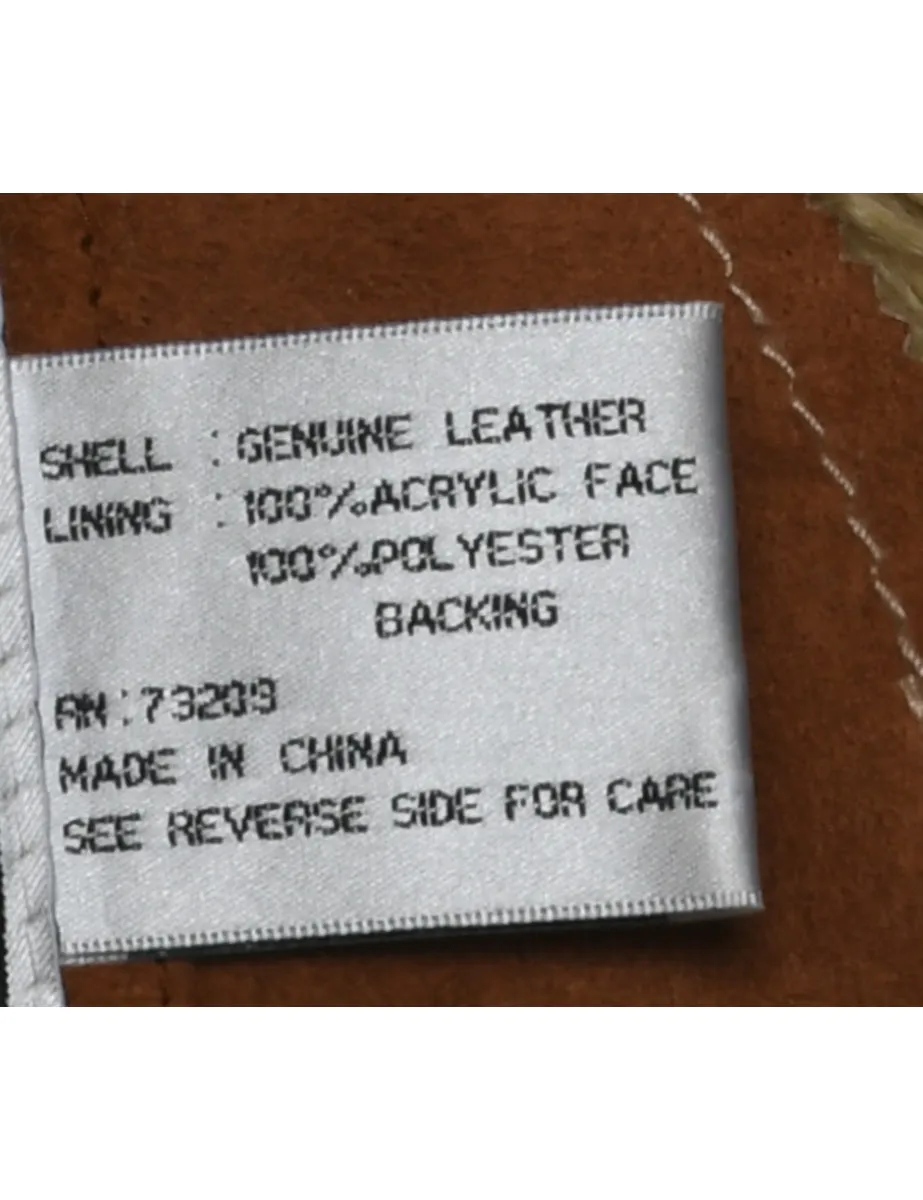 SHELL : GENUINE LEATHER
LINING : 100% ACRYLIC FACE
100% POLYESTER
BACKING
RN : 73209
MADE IN CHINA
SEE REVERSE SIDE FOR CARE